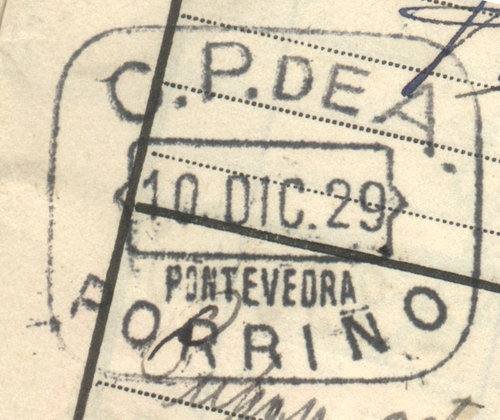 C.P. DE A.
10. DIC. 29
PONTEVEDRA
PORRIÑO